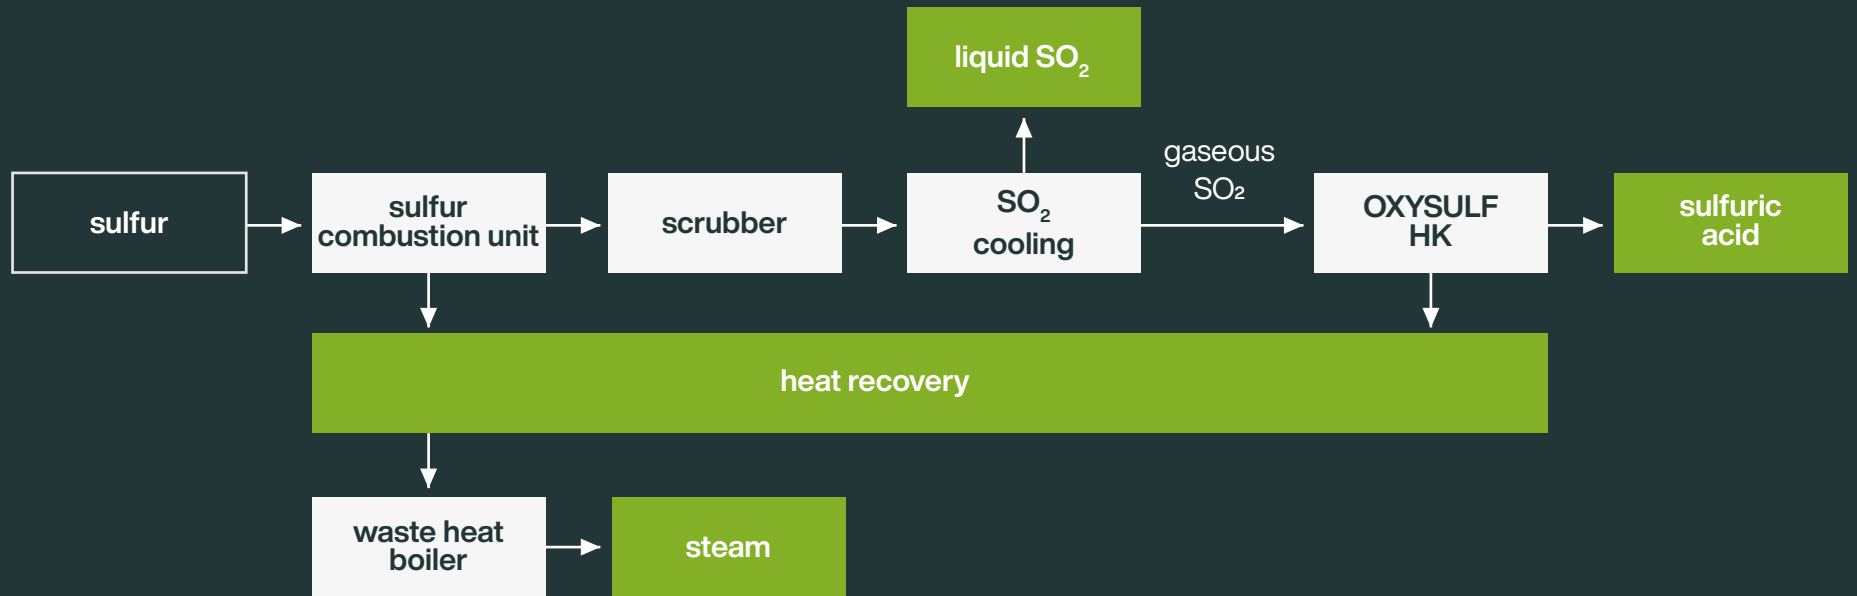 liquid SO₂
gaseous
SO₂
sulfur
sulfur
combustion unit
scrubber
SO₂
cooling
OXYSULF
HK
sulfuric
acid
heat recovery
waste heat
boiler
steam